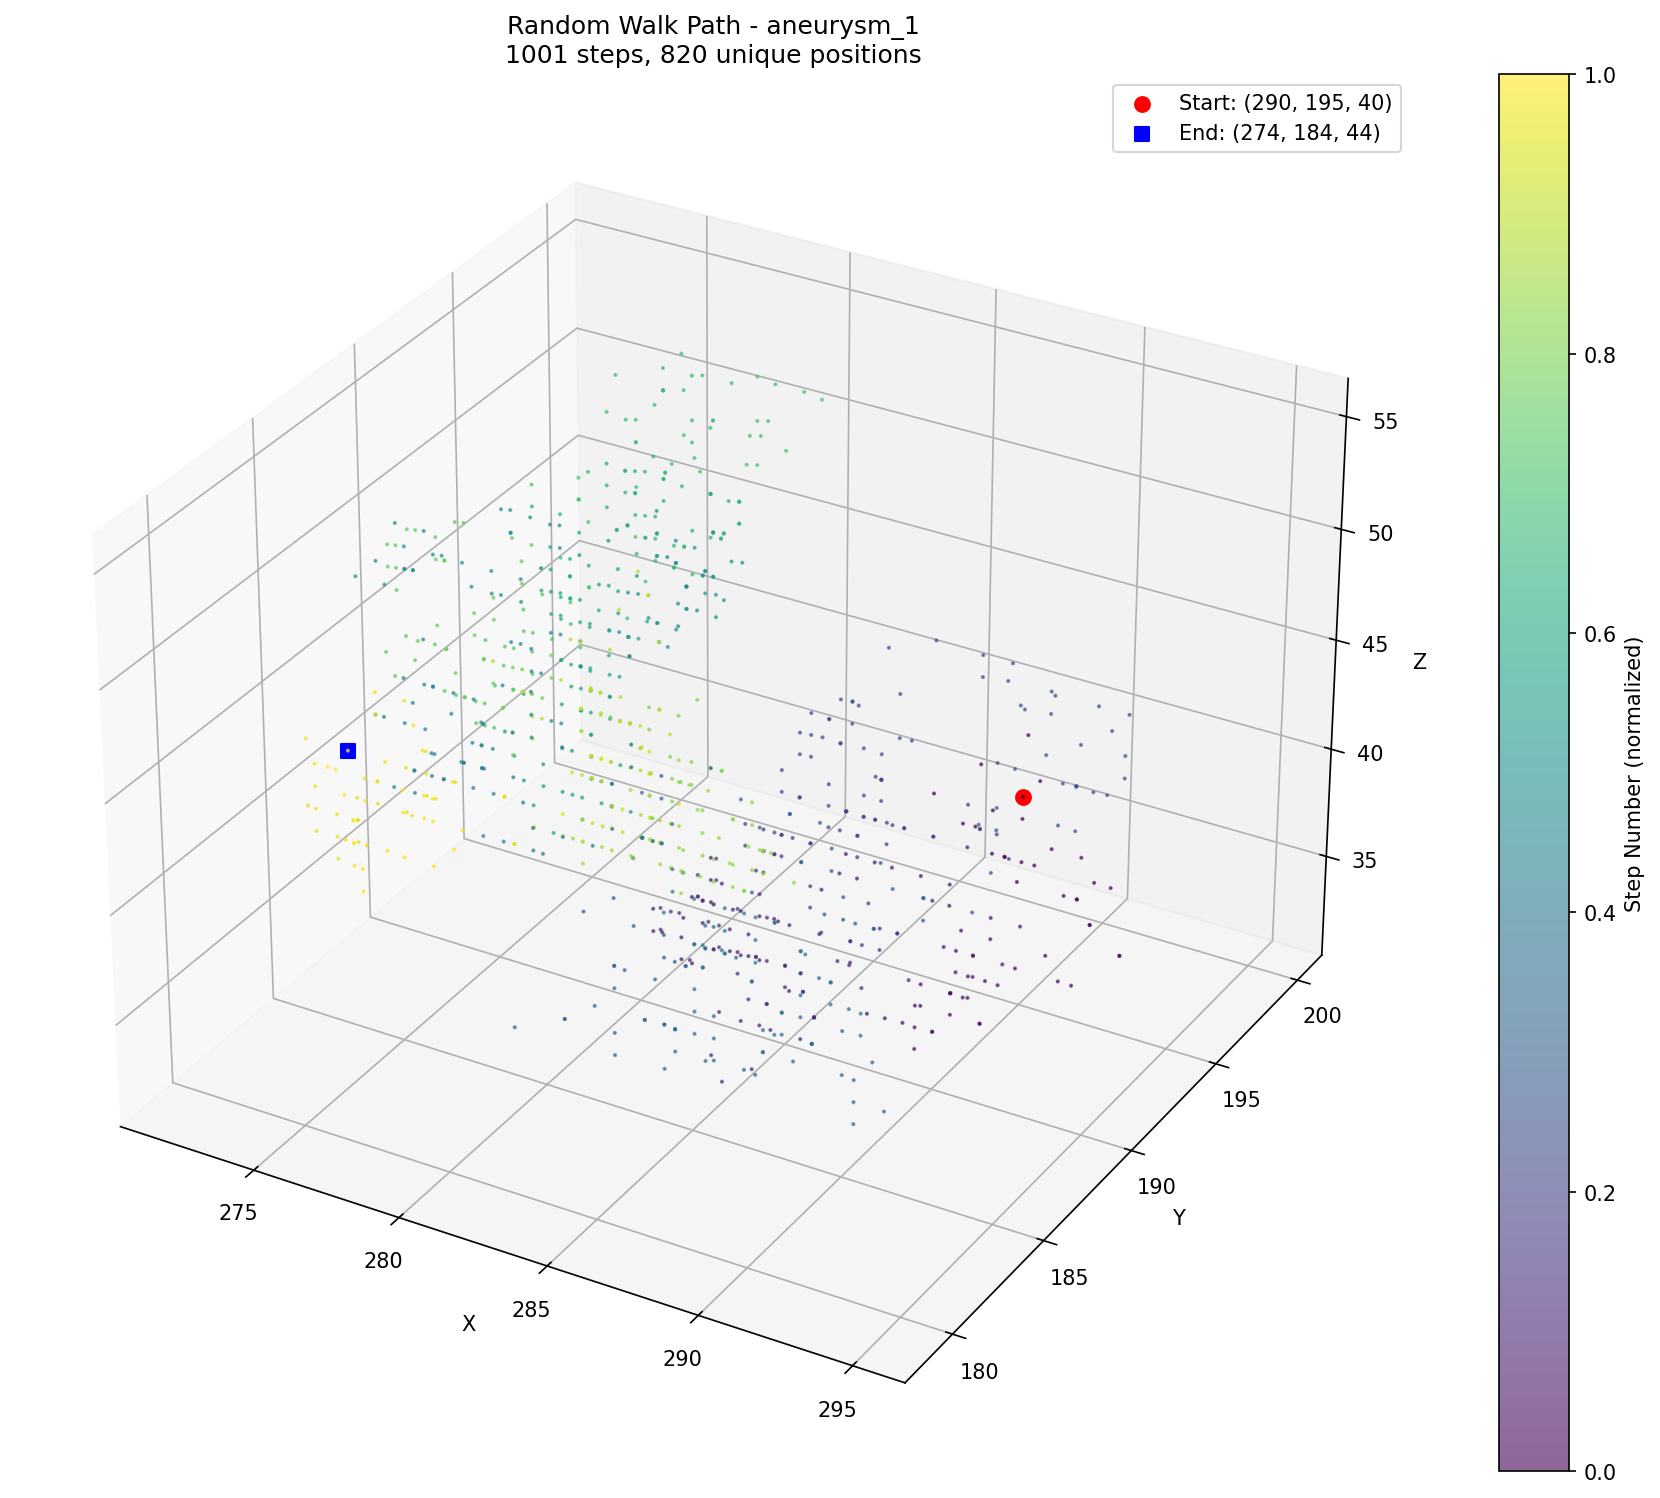 Random Walk Path - aneurysm_1
1001 steps, 820 unique positions
Start: (290, 195, 40)
End: (274, 184, 44)
1.0
0.8
0.6
0.4
0.2
0.0
Step Number (normalized)
55
50
45
40
35
Z
200
195
190
185
180
Y
275
280
285
290
295
X